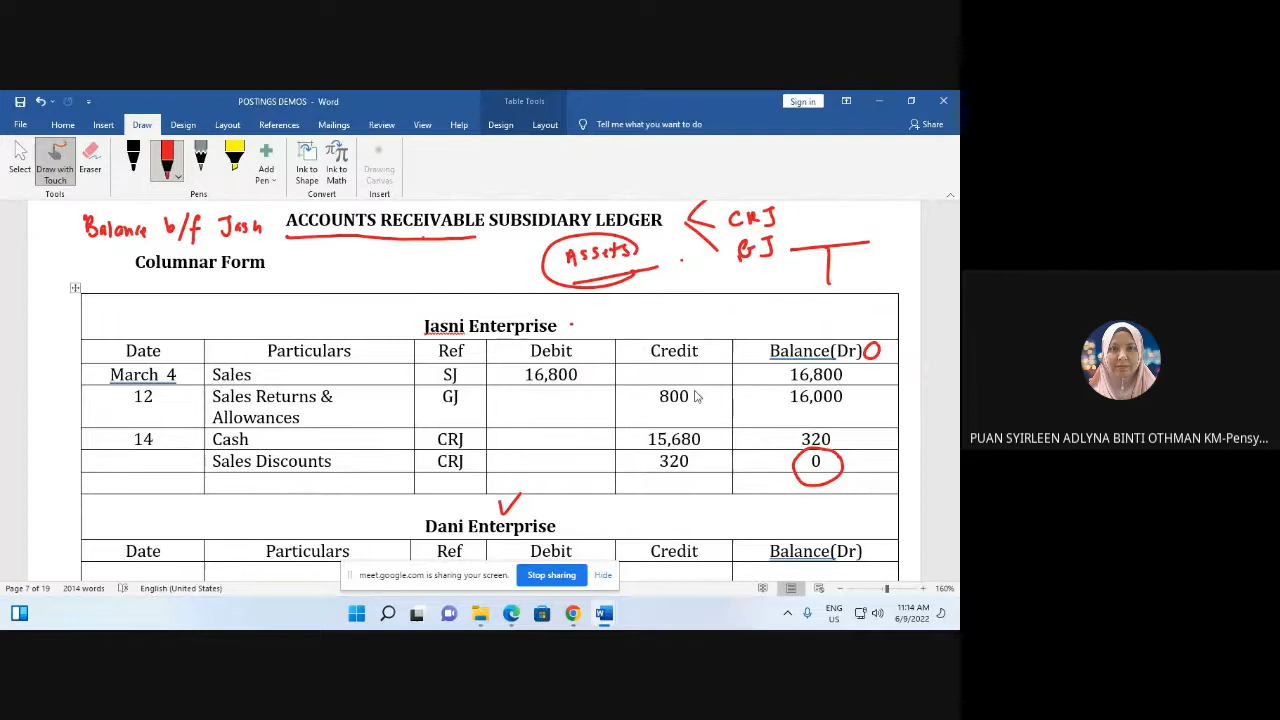 POSTINGS DEMOS - Word
Table Tools
Sign in
File Home Insert Draw Design Layout References Mailings Review View Help Design Layout Tell me what you want to do Share
Select Draw with Touch Eraser Add Pen Ink to Shape Ink to Math Drawing Canvas
Tools Pens Convert Insert
Balance b/f Jash ACCOUNTS RECEIVABLE SUBSIDIARY LEDGER CRJ
Assets GJ
Columnar Form
Jasni Enterprise
Date Particulars Ref Debit Credit Balance(Dr) O
March 4 Sales SJ 16,800 16,800
12 Sales Returns & Allowances GJ 800 16,000
14 Cash CRJ 15,680 320
Sales Discounts CRJ 320 0
Dani Enterprise
Date Particulars Ref Debit Credit Balance(Dr)
meet.google.com is sharing your screen. Stop sharing Hide
Page 7 of 19 2014 words English (United States) 160%
ENG US 11:14 AM 6/9/2022
PUAN SYIRLEEN ADLYNA BINTI OTHMAN KM-Pensy...